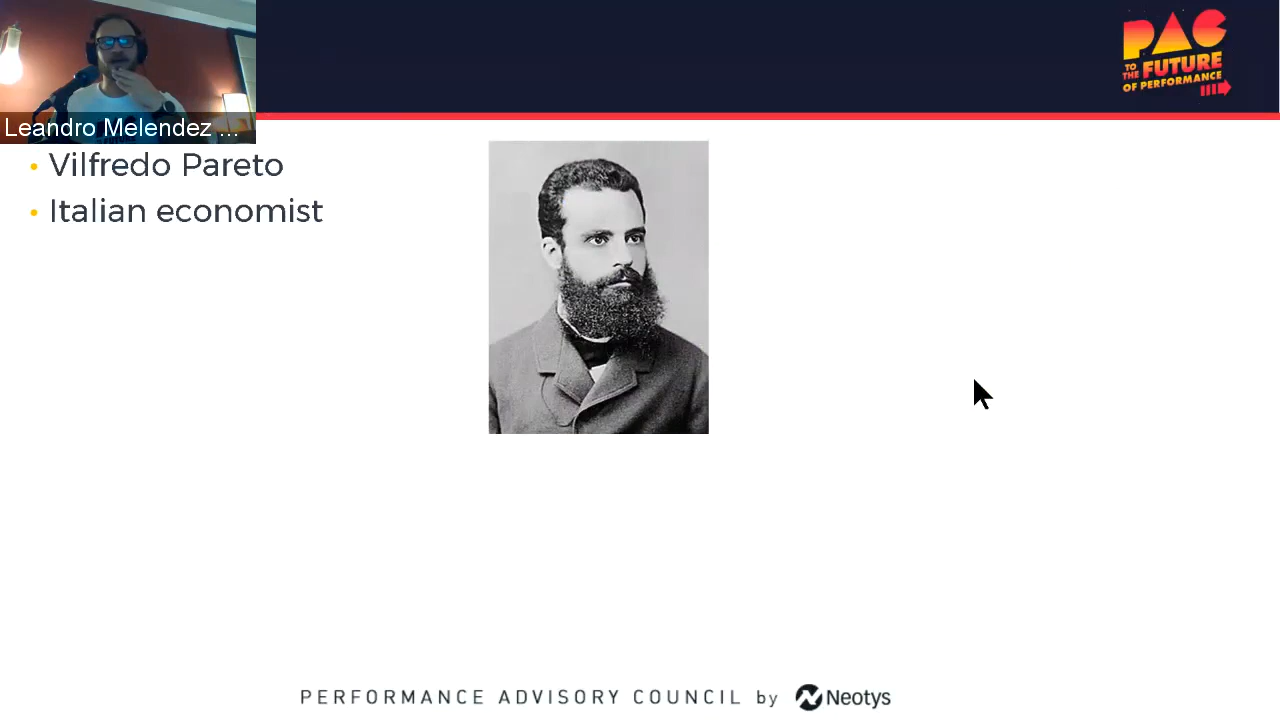 PAC
TO THE FUTURE
OF PERFORMANCE
Leandro Melendez ...
• Vilfredo Pareto
• Italian economist
PERFORMANCE ADVISORY COUNCIL by Neotys